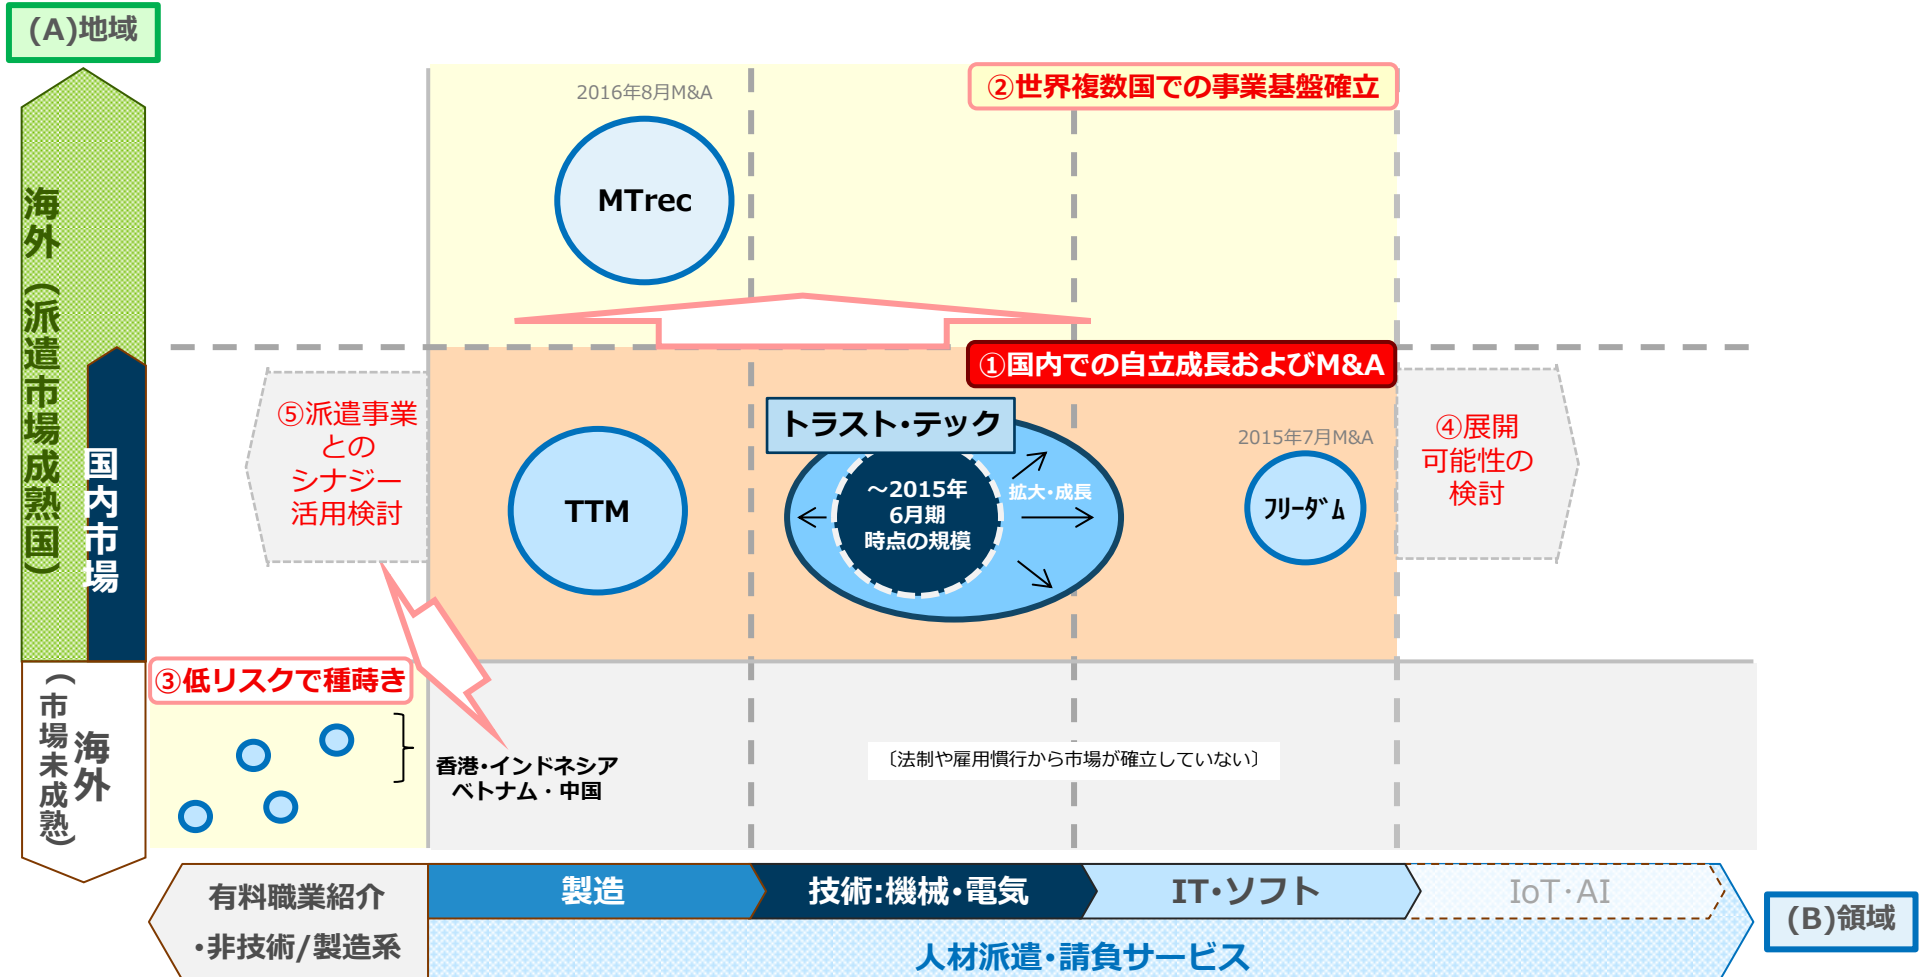 (A)地域
海外（派遣市場成熟国）
国内市場
海外
（市場未成熟）
2016年8月M&A
MTrec
②世界複数国での事業基盤確立
①国内での自立成長およびM&A
⑤派遣事業
との
シナジー
活用検討
TTM
トラスト・テック
～2015年
6月期
時点の規模
拡大・成長
2015年7月M&A
ﾌﾘｰﾀﾞﾑ
④展開
可能性の
検討
③低リスクで種蒔き
香港・インドネシア
ベトナム・中国
〔法制や雇用慣行から市場が確立していない〕
有料職業紹介
・非技術/製造系
製造
技術:機械・電気
IT・ソフト
IoT・AI
人材派遣・請負サービス
(B)領域